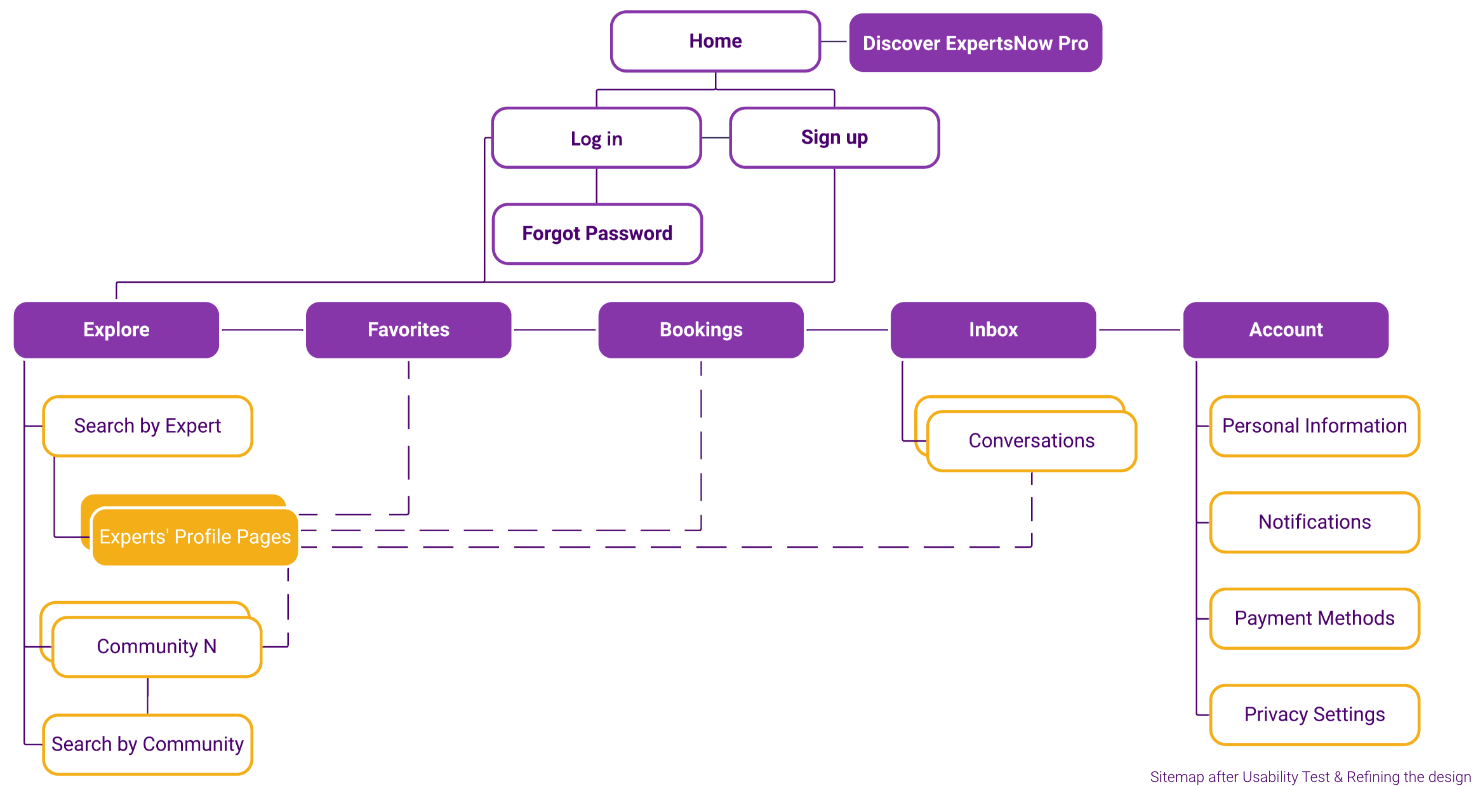 Home
Discover ExpertsNow Pro
Log in
Sign up
Forgot Password
Explore
Favorites
Bookings
Inbox
Account
Search by Expert
Conversations
Personal Information
Experts' Profile Pages
Notifications
Community N
Payment Methods
Search by Community
Privacy Settings
Sitemap after Usability Test & Refining the design